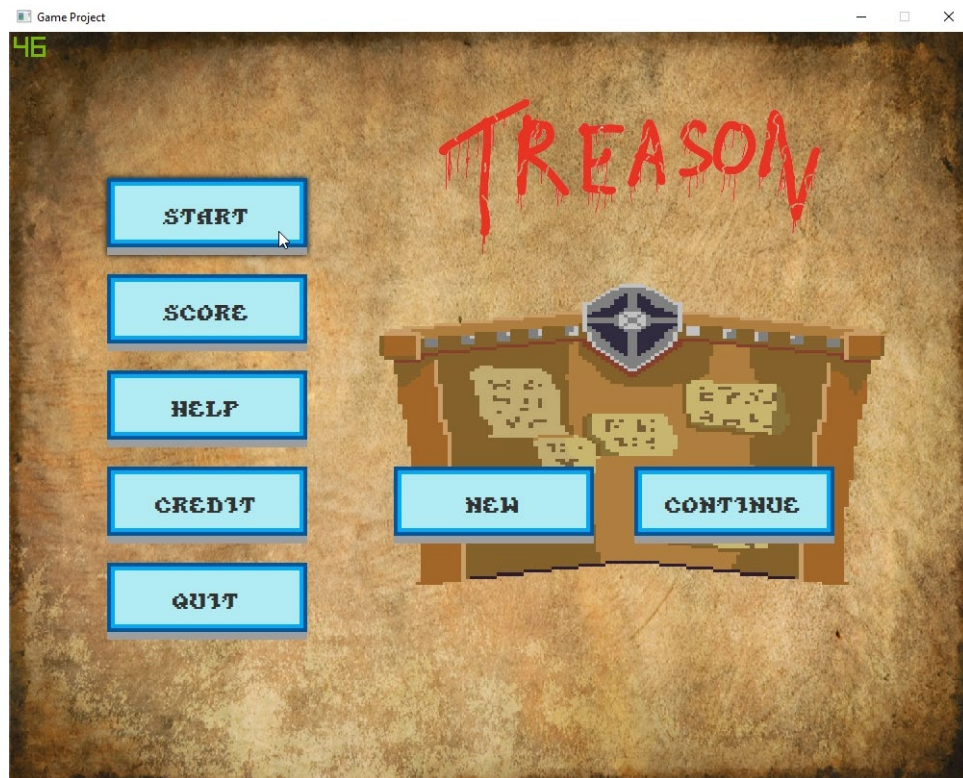 Game Project
46
TREASON
START
SCORE
HELP
CREDIT
NEW
CONTINUE
QUIT